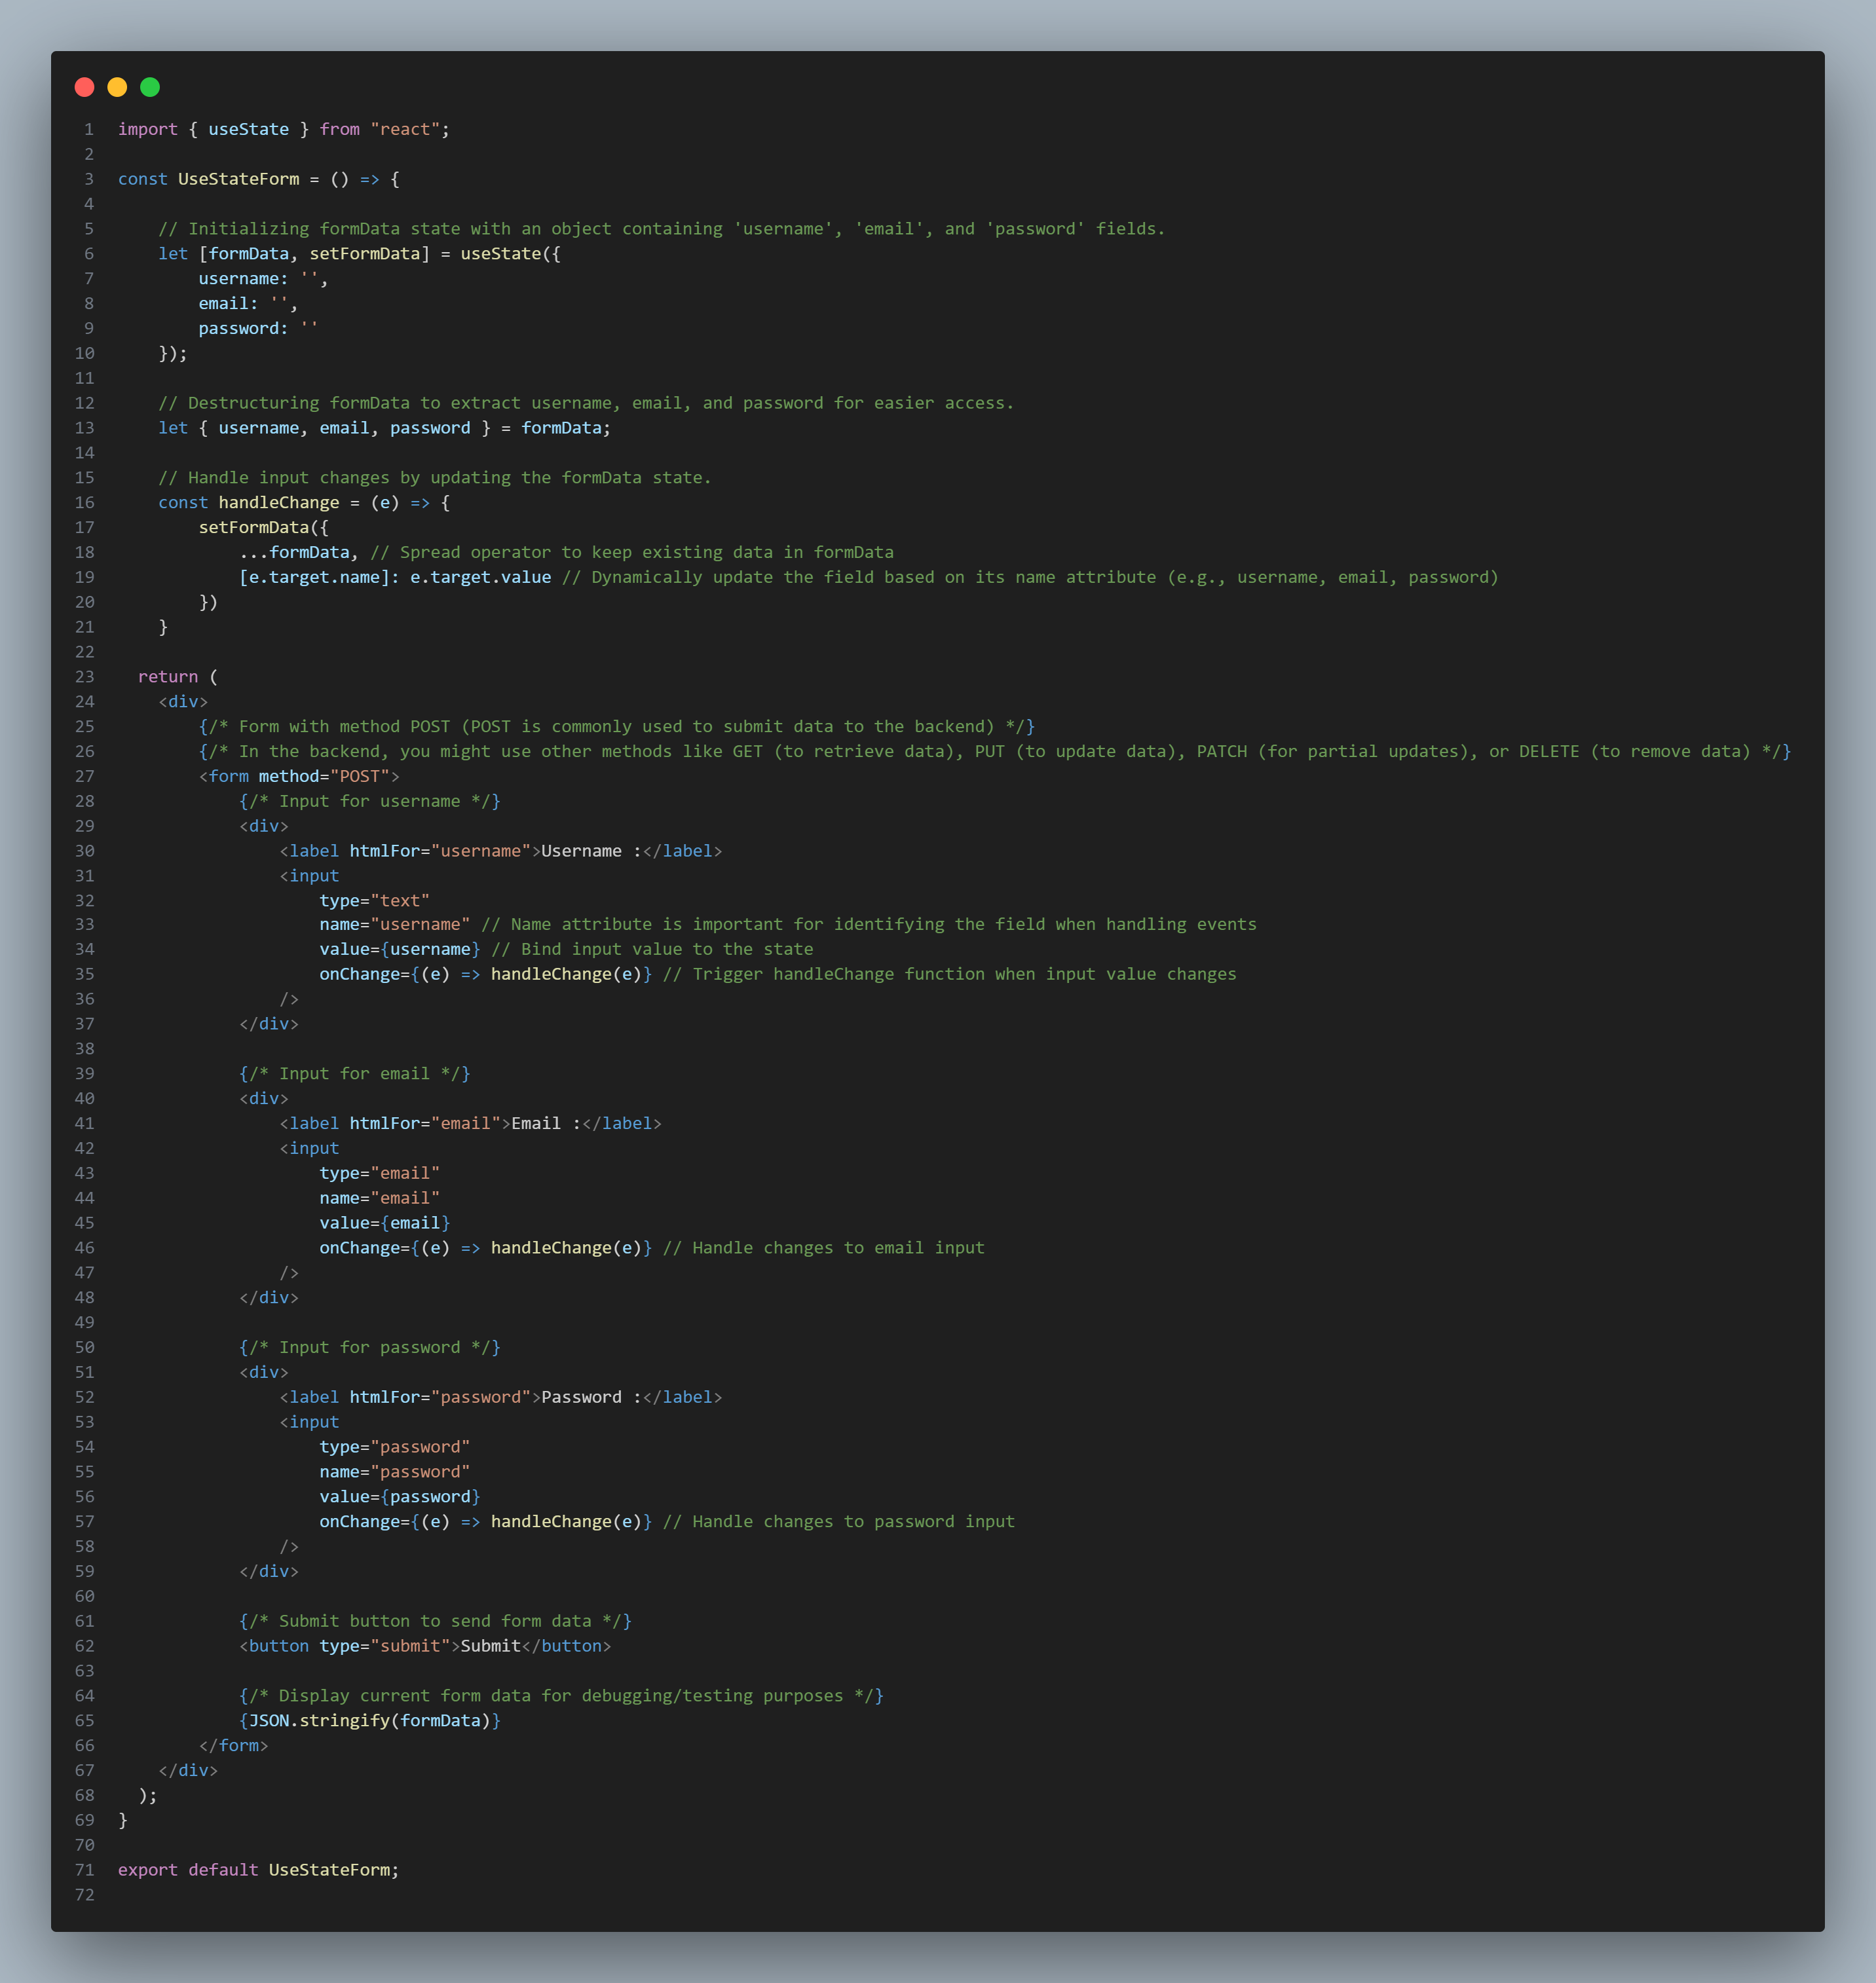 1 import { useState } from "react";
2
3 const UseStateForm = () => {
4
5     // Initializing formData state with an object containing 'username', 'email', and 'password' fields.
6     let [formData, setFormData] = useState({
7         username: '',
8         email: '',
9         password: ''
10     });
11
12     // Destructuring formData to extract username, email, and password for easier access.
13     let { username, email, password } = formData;
14
15     // Handle input changes by updating the formData state.
16     const handleChange = (e) => {
17         setFormData({
18             ...formData, // Spread operator to keep existing data in formData
19             [e.target.name]: e.target.value // Dynamically update the field based on its name attribute (e.g., username, email, password)
20         })
21     }
22
23   return (
24     <div>
25         {/* Form with method POST (POST is commonly used to submit data to the backend) */}
26         {/* In the backend, you might use other methods like GET (to retrieve data), PUT (to update data), PATCH (for partial updates), or DELETE (to remove data) */}
27         <form method="POST">
28             {/* Input for username */}
29             <div>
30                 <label htmlFor="username">Username :</label>
31                 <input
32                     type="text"
33                     name="username" // Name attribute is important for identifying the field when handling events
34                     value={username} // Bind input value to the state
35                     onChange={(e) => handleChange(e)} // Trigger handleChange function when input value changes
36                 />
37             </div>
38
39             {/* Input for email */}
40             <div>
41                 <label htmlFor="email">Email :</label>
42                 <input
43                     type="email"
44                     name="email"
45                     value={email}
46                     onChange={(e) => handleChange(e)} // Handle changes to email input
47                 />
48             </div>
49
50             {/* Input for password */}
51             <div>
52                 <label htmlFor="password">Password :</label>
53                 <input
54                     type="password"
55                     name="password"
56                     value={password}
57                     onChange={(e) => handleChange(e)} // Handle changes to password input
58                 />
59             </div>
60
61             {/* Submit button to send form data */}
62             <button type="submit">Submit</button>
63
64             {/* Display current form data for debugging/testing purposes */}
65             {JSON.stringify(formData)}
66         </form>
67     </div>
68   );
69 }
70
71 export default UseStateForm;
72